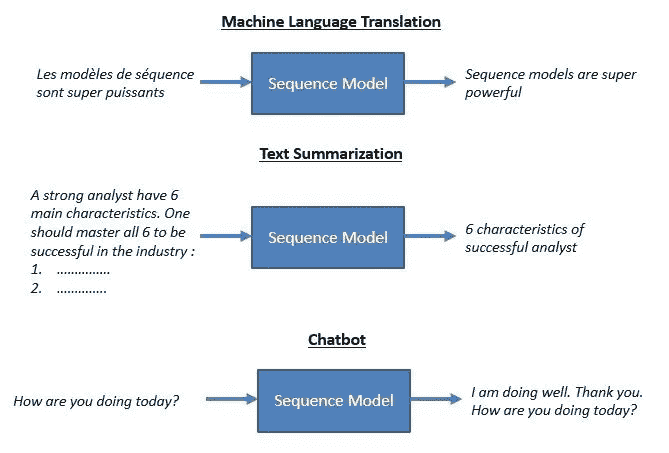 Machine Language Translation
Les modèles de séquence
sont super puissants
Sequence Model
Sequence models are super
powerful
Text Summarization
A strong analyst have 6
main characteristics. One
should master all 6 to be
successful in the industry :
1. ...............
2. ..............
Sequence Model
6 characteristics of
successful analyst
Chatbot
How are you doing today?
Sequence Model
I am doing well. Thank you.
How are you doing today?